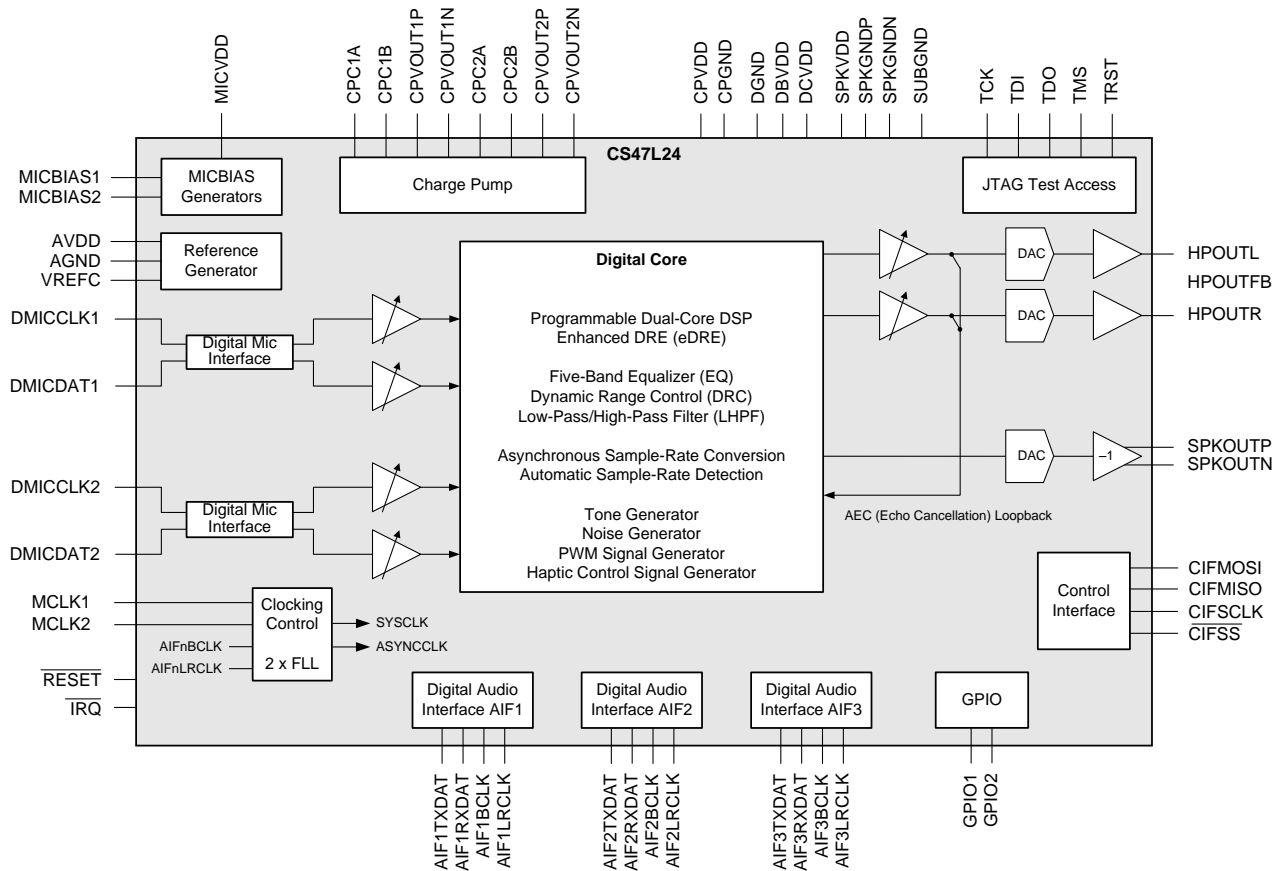 MICVDD
CPC1A
CPC1B
CPVOUT1P
CPVOUT1N
CPC2A
CPC2B
CPVOUT2P
CPVOUT2N
CPVDD
CPGND
DGND
DBVDD
DCVDD
SPKVDD
SPKGNDP
SPKGNDN
SUBGND
TCK
TDI
TDO
TMS
TRST
CS47L24
MICBIAS1
MICBIAS2
MICBIAS
Generators
Charge Pump
JTAG Test Access
AVDD
AGND
VREFC
Reference
Generator
Digital Core
Programmable Dual-Core DSP
Enhanced DRE (eDRE)
Five-Band Equalizer (EQ)
Dynamic Range Control (DRC)
Low-Pass/High-Pass Filter (LHPF)
Asynchronous Sample-Rate Conversion
Automatic Sample-Rate Detection
Tone Generator
Noise Generator
PWM Signal Generator
Haptic Control Signal Generator
DAC
HPOUTL
HPOUTFB
DAC
HPOUTR
DMICCLK1
Digital Mic
Interface
DMICDAT1
DAC
–1
SPKOUTP
SPKOUTN
DMICCLK2
Digital Mic
Interface
DMICDAT2
AEC (Echo Cancellation) Loopback
MCLK1
MCLK2
AIFnBCLK
AIFnLRCLK
Clocking
Control
2 x FLL
SYSCLK
ASYNCCLK
Control
Interface
CIFMOSI
CIFMISO
CIFSCLK
CIFSS
RESET
IRQ
Digital Audio
Interface AIF1
Digital Audio
Interface AIF2
Digital Audio
Interface AIF3
GPIO
AIF1TXDAT
AIF1RXDAT
AIF1BCLK
AIF1LRCLK
AIF2TXDAT
AIF2RXDAT
AIF2BCLK
AIF2LRCLK
AIF3TXDAT
AIF3RXDAT
AIF3BCLK
AIF3LRCLK
GPIO1
GPIO2